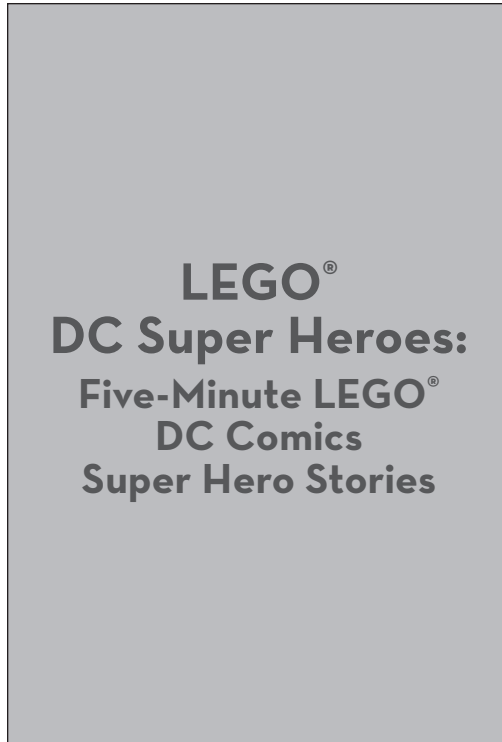 LEGO®
DC Super Heroes:
Five-Minute LEGO®
DC Comics
Super Hero Stories